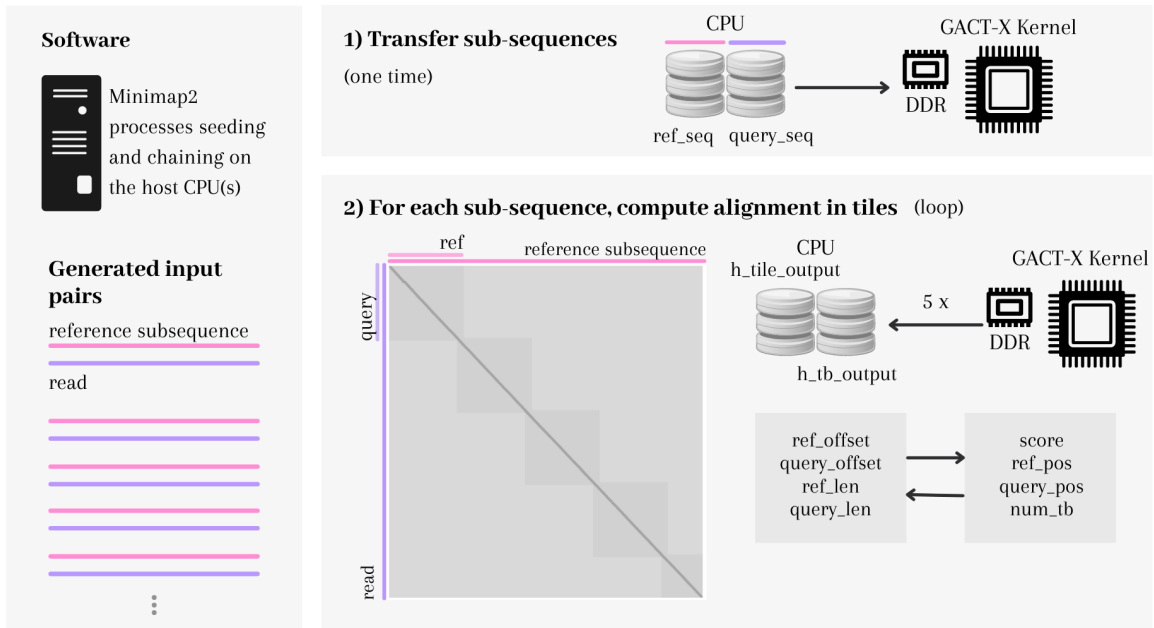 Software
Minimap2
processes seeding
and chaining on
the host CPU(s)
Generated input
pairs
reference subsequence
read
1) Transfer sub-sequences
(one time)
CPU
ref_seq
query_seq
GACT-X Kernel
DDR
2) For each sub-sequence, compute alignment in tiles (loop)
ref
reference subsequence
query
read
CPU
h_tile_output
h_tb_output
5 x
GACT-X Kernel
DDR
ref_offset
query_offset
ref_len
query_len
score
ref_pos
query_pos
num_tb